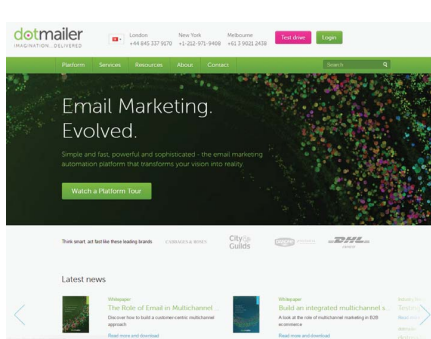 dotmailer
IMAGINATION DELIVERED
London
+44 845 337 9170
New York
+1-212-971-9409
Melbourne
+61 3 9021 2438
Test drive
Login
Platform Services Resources About Contact
Search
Email Marketing.
Evolved.
Simple and fast, powerful and sophisticated - the email marketing
automation platform that transforms your vision into reality.
Watch a Platform Tour
Think smart, act fast like these leading brands
City&
Guilds
DHL
Latest news
Whitepaper
The Role of Email in Multichannel ...
Discover how to build a customer-centric multichannel
approach
Read more and download
Whitepaper
Build an integrated multichannel s...
A look at the role of multichannel marketing in B2B
ecommerce
Read more and download